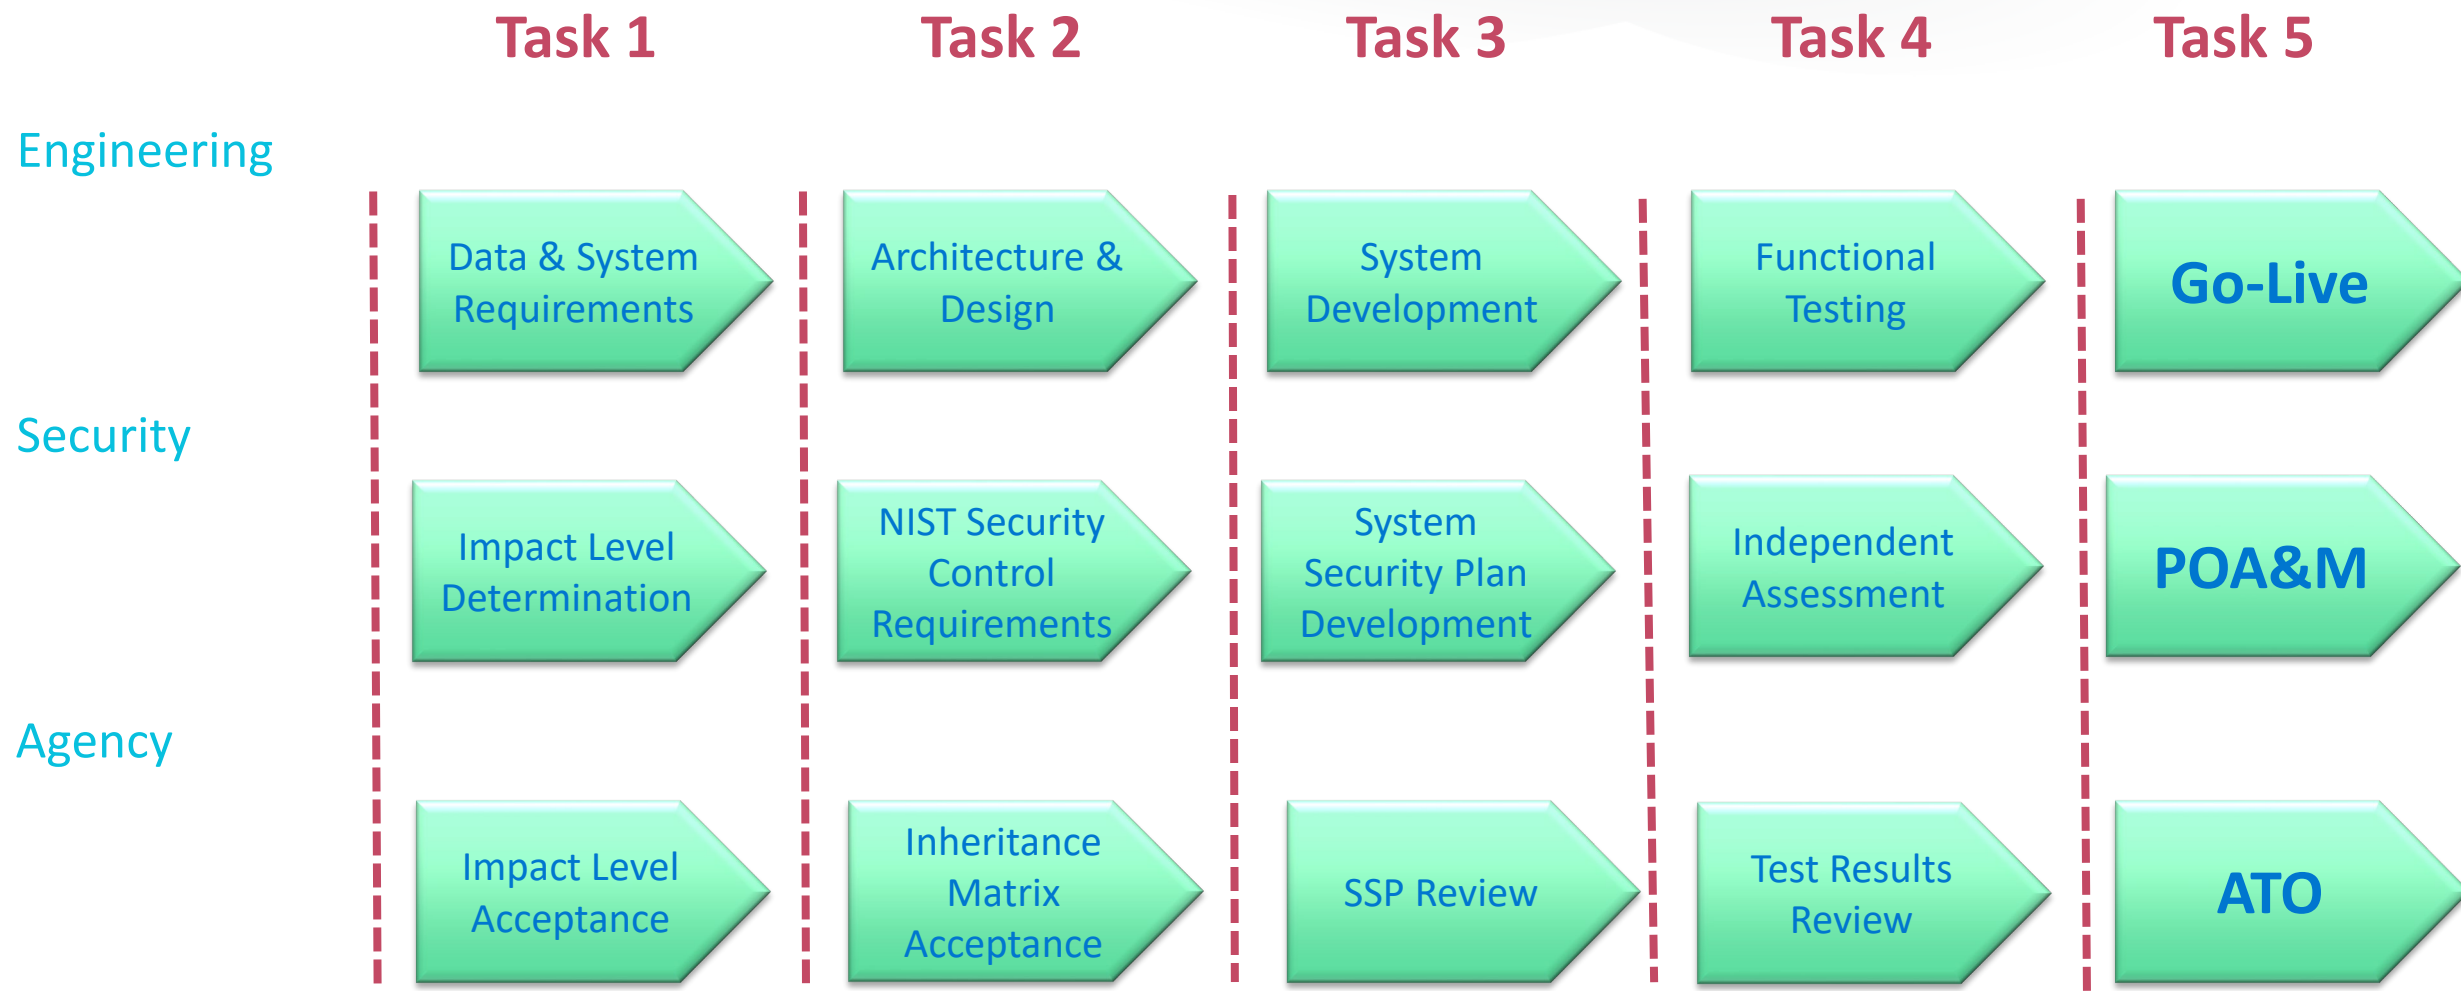 Task 1
Task 2
Task 3
Task 4
Task 5
Engineering
Data & System
Requirements
Architecture &
Design
System
Development
Functional
Testing
Go-Live
Security
Impact Level
Determination
NIST Security
Control
Requirements
System
Security Plan
Development
Independent
Assessment
POA&M
Agency
Impact Level
Acceptance
Inheritance
Matrix
Acceptance
SSP Review
Test Results
Review
ATO